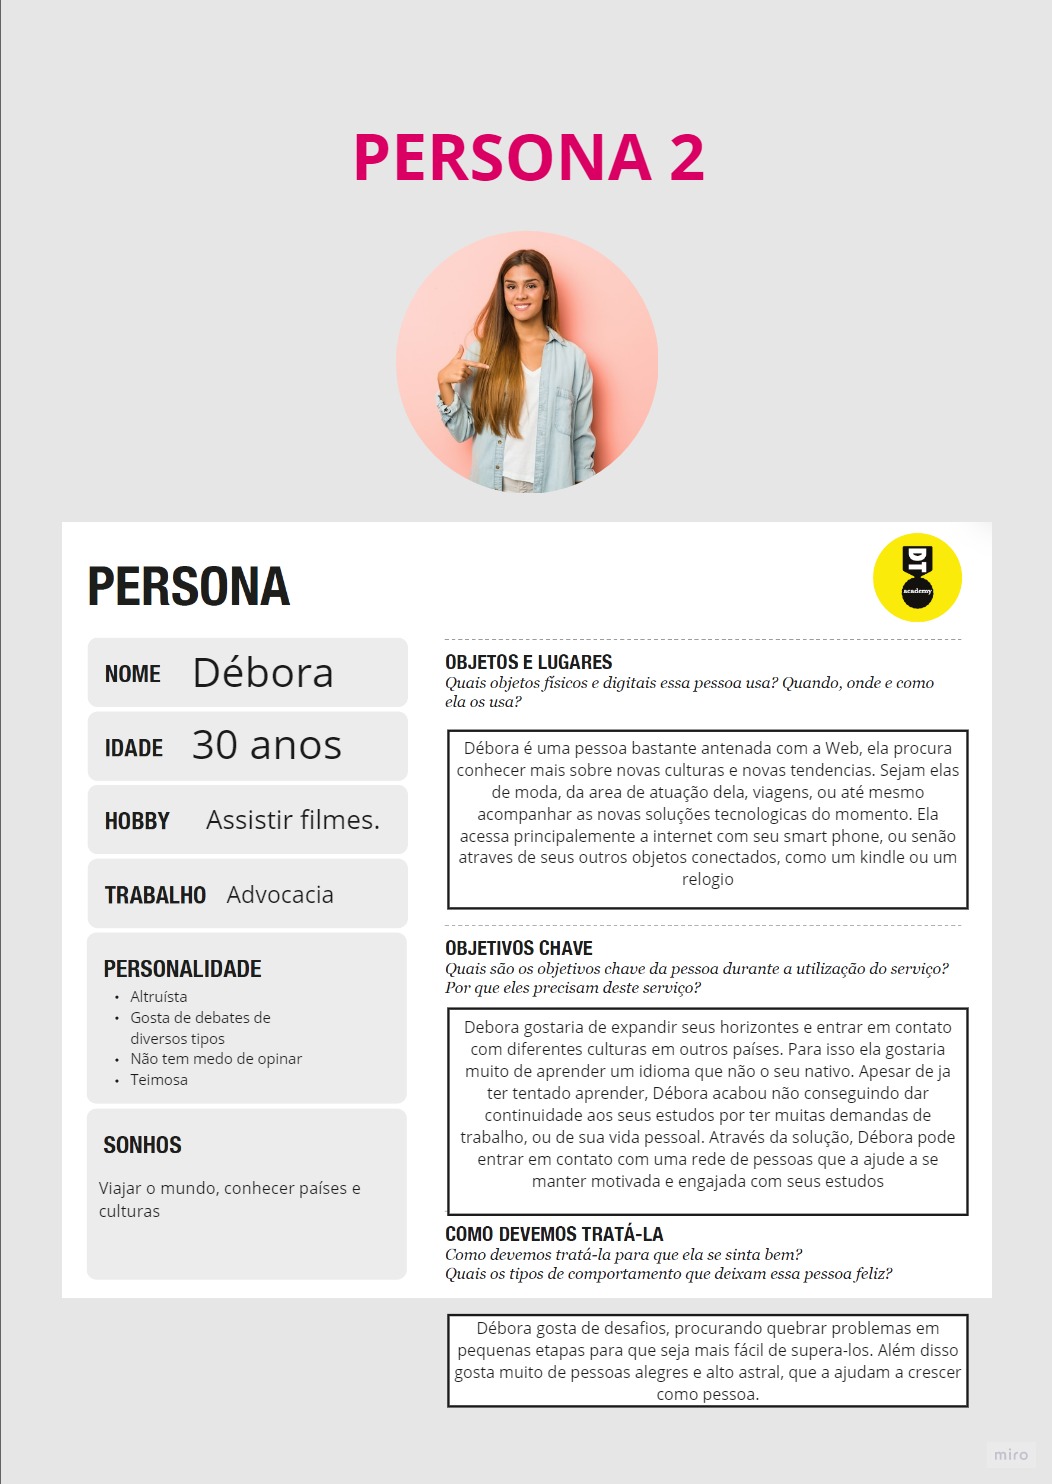 PERSONA 2
PERSONA
DT
academy
NOME Débora
IDADE 30 anos
HOBBY Assistir filmes.
TRABALHO Advocacia
PERSONALIDADE
• Altruísta
• Gosta de debates de
diversos tipos
• Não tem medo de opinar
• Teimosa
SONHOS
Viajar o mundo, conhecer países e
culturas
OBJETOS E LUGARES
Quais objetos físicos e digitais essa pessoa usa? Quando, onde e como
ela os usa?
Débora é uma pessoa bastante antenada com a Web, ela procura
conhecer mais sobre novas culturas e novas tendencias. Sejam elas
de moda, da area de atuação dela, viagens, ou até mesmo
acompanhar as novas soluções tecnologicas do momento. Ela
acessa principalmente a internet com seu smart phone, ou senão
atraves de seus outros objetos conectados, como um kindle ou um
relogio
OBJETIVOS CHAVE
Quais são os objetivos chave da pessoa durante a utilização do serviço?
Por que eles precisam deste serviço?
Debora gostaria de expandir seus horizontes e entrar em contato
com diferentes culturas em outros países. Para isso ela gostaria
muito de aprender um idioma que não o seu nativo. Apesar de ja
ter tentado aprender, Débora acabou não conseguindo dar
continuidade aos seus estudos por ter muitas demandas de
trabalho, ou de sua vida pessoal. Através da solução, Débora pode
entrar em contato com uma rede de pessoas que a ajude a se
manter motivada e engajada com seus estudos
COMO DEVEMOS TRATÁ-LA
Como devemos tratá-la para que ela se sinta bem?
Quais os tipos de comportamento que deixam essa pessoa feliz?
Débora gosta de desafios, procurando quebrar problemas em
pequenas etapas para que seja mais fácil de supera-los. Além disso
gosta muito de pessoas alegres e alto astral, que a ajudam a crescer
como pessoa.
miro